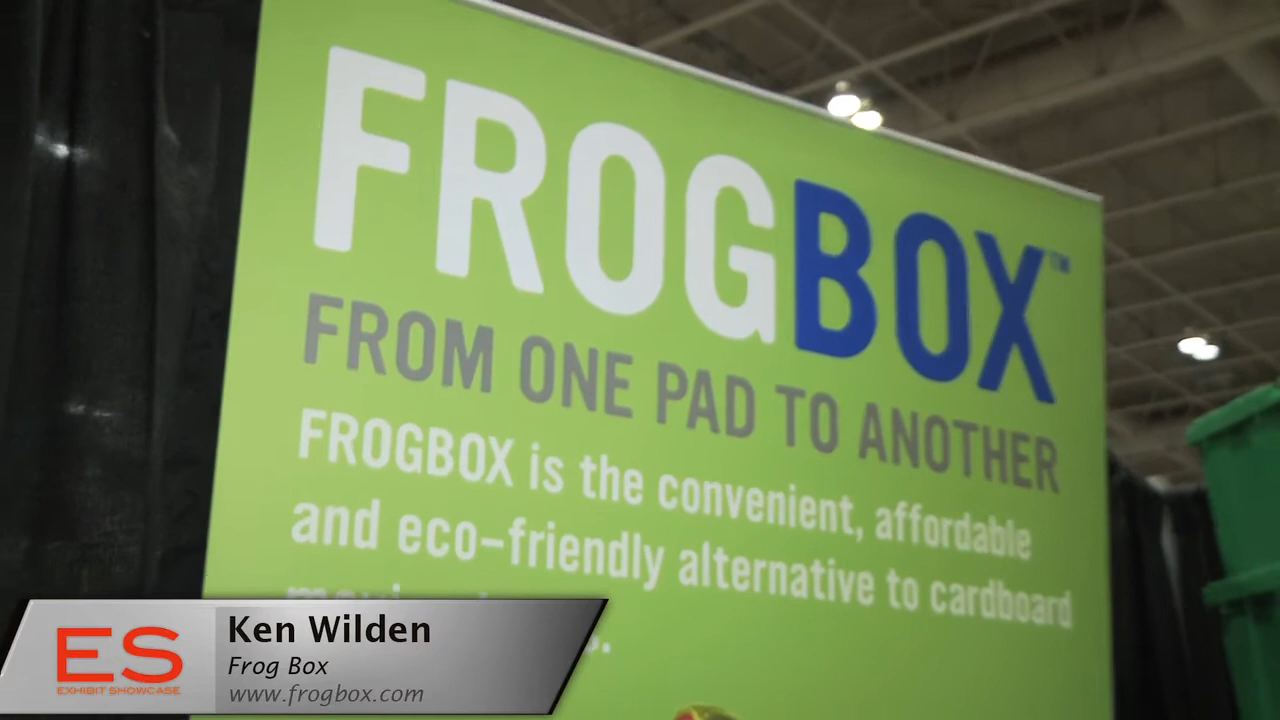 FROGBOX™
FROM ONE PAD TO ANOTHER
FROGBOX is the convenient, affordable
and eco-friendly alternative to cardboard
ES
EXHIBIT SHOWCASE
Ken Wilden
Frog Box
www.frogbox.com